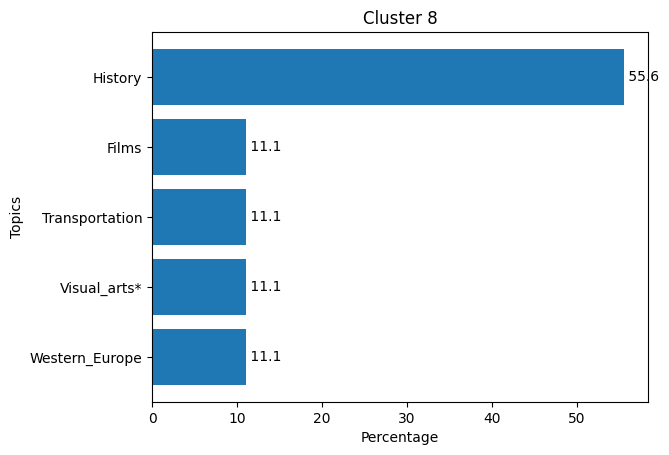 Cluster 8
History
55.6
Films
11.1
Transportation
11.1
Visual_arts*
11.1
Western_Europe
11.1
Topics
0 10 20 30 40 50
Percentage